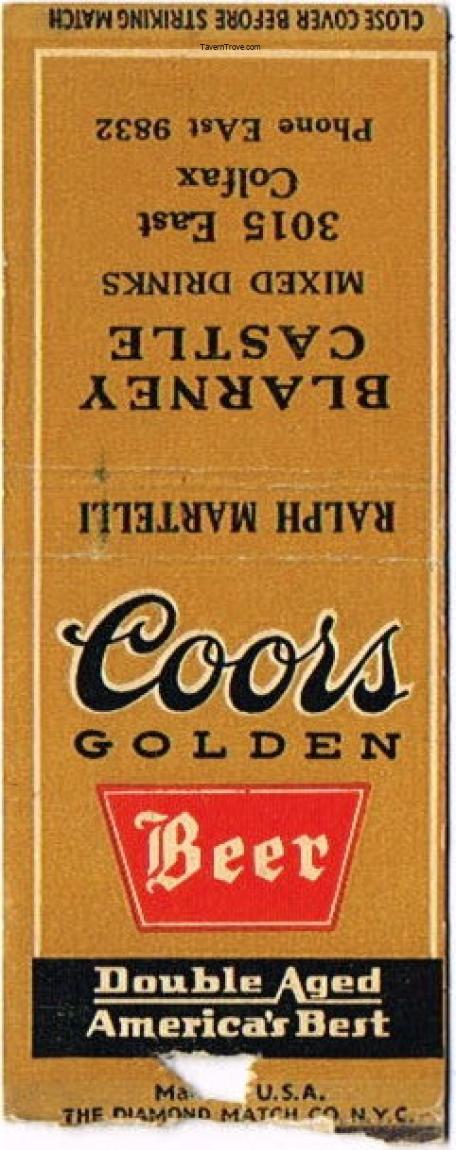 CLOSE COVER BEFORE STRIKING MATCH
TavernTrove.com
Phone EAst 9832
Colfax
3015 East
MIXED DRINKS
CASTLE
BLARNEY
RALPH MARTELLI
Coors
GOLDEN
Beer
Double Aged
America's Best
U.S.A.
THE DIAMOND MATCH CO. N.Y.C.